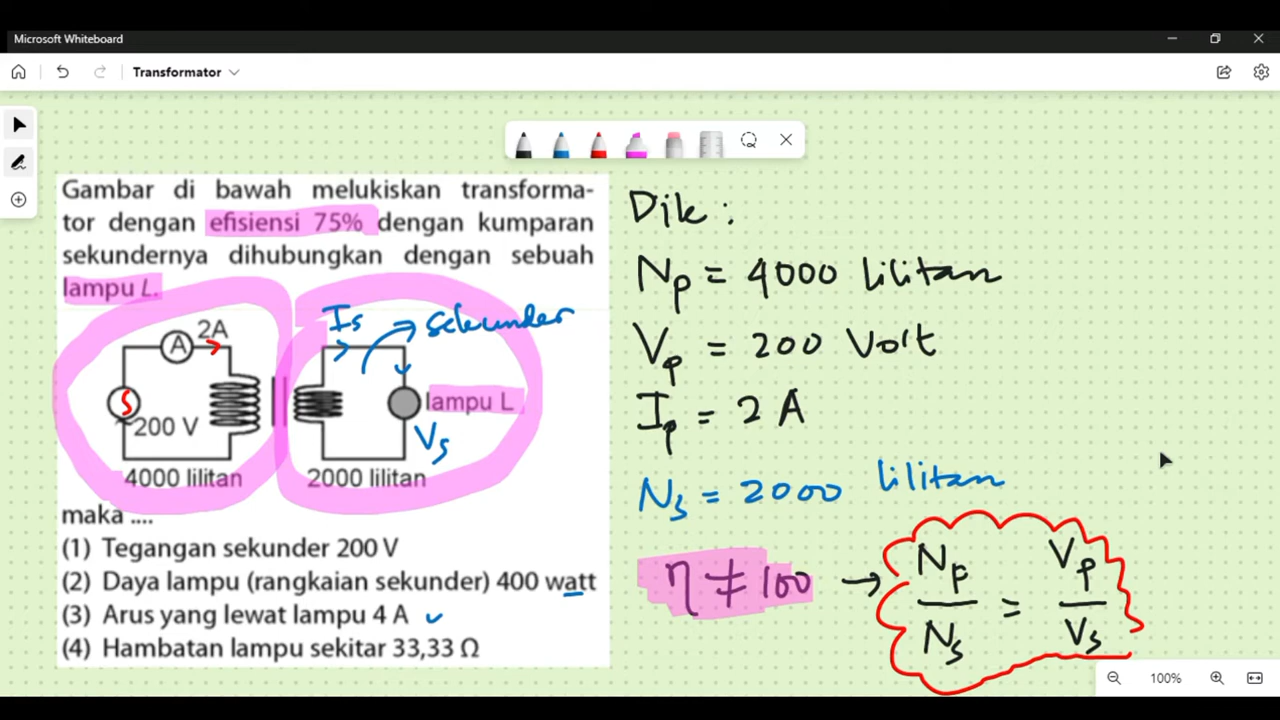 Microsoft Whiteboard
Transformator
Gambar di bawah melukiskan transforma-
tor dengan efisiensi 75% dengan kumparan
sekundernya dihubungkan dengan sebuah
lampu L.
2A
A
200 V
4000 lilitan
Is
sekunder
lampu L
Vs
2000 lilitan
maka ....
(1) Tegangan sekunder 200 V
(2) Daya lampu (rangkaian sekunder) 400 watt
(3) Arus yang lewat lampu 4 A
(4) Hambatan lampu sekitar 33,33 Ω
Dik :
Np = 4000 lilitan
Vp = 200 Volt
Ip = 2 A
Ns = 2000 lilitan
η ≠ 100 → Np/Ns = Vp/Vs
100%